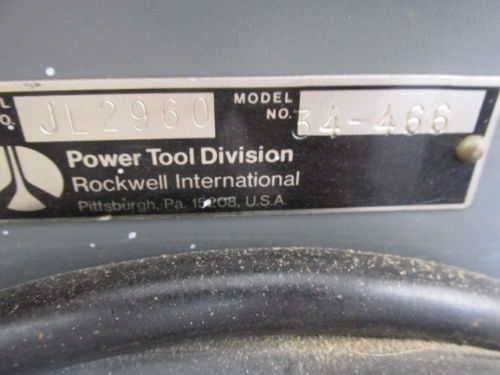 JL2960 MODEL NO. 34-466
Power Tool Division
Rockwell International
Pittsburgh, Pa. 15208, U.S.A.